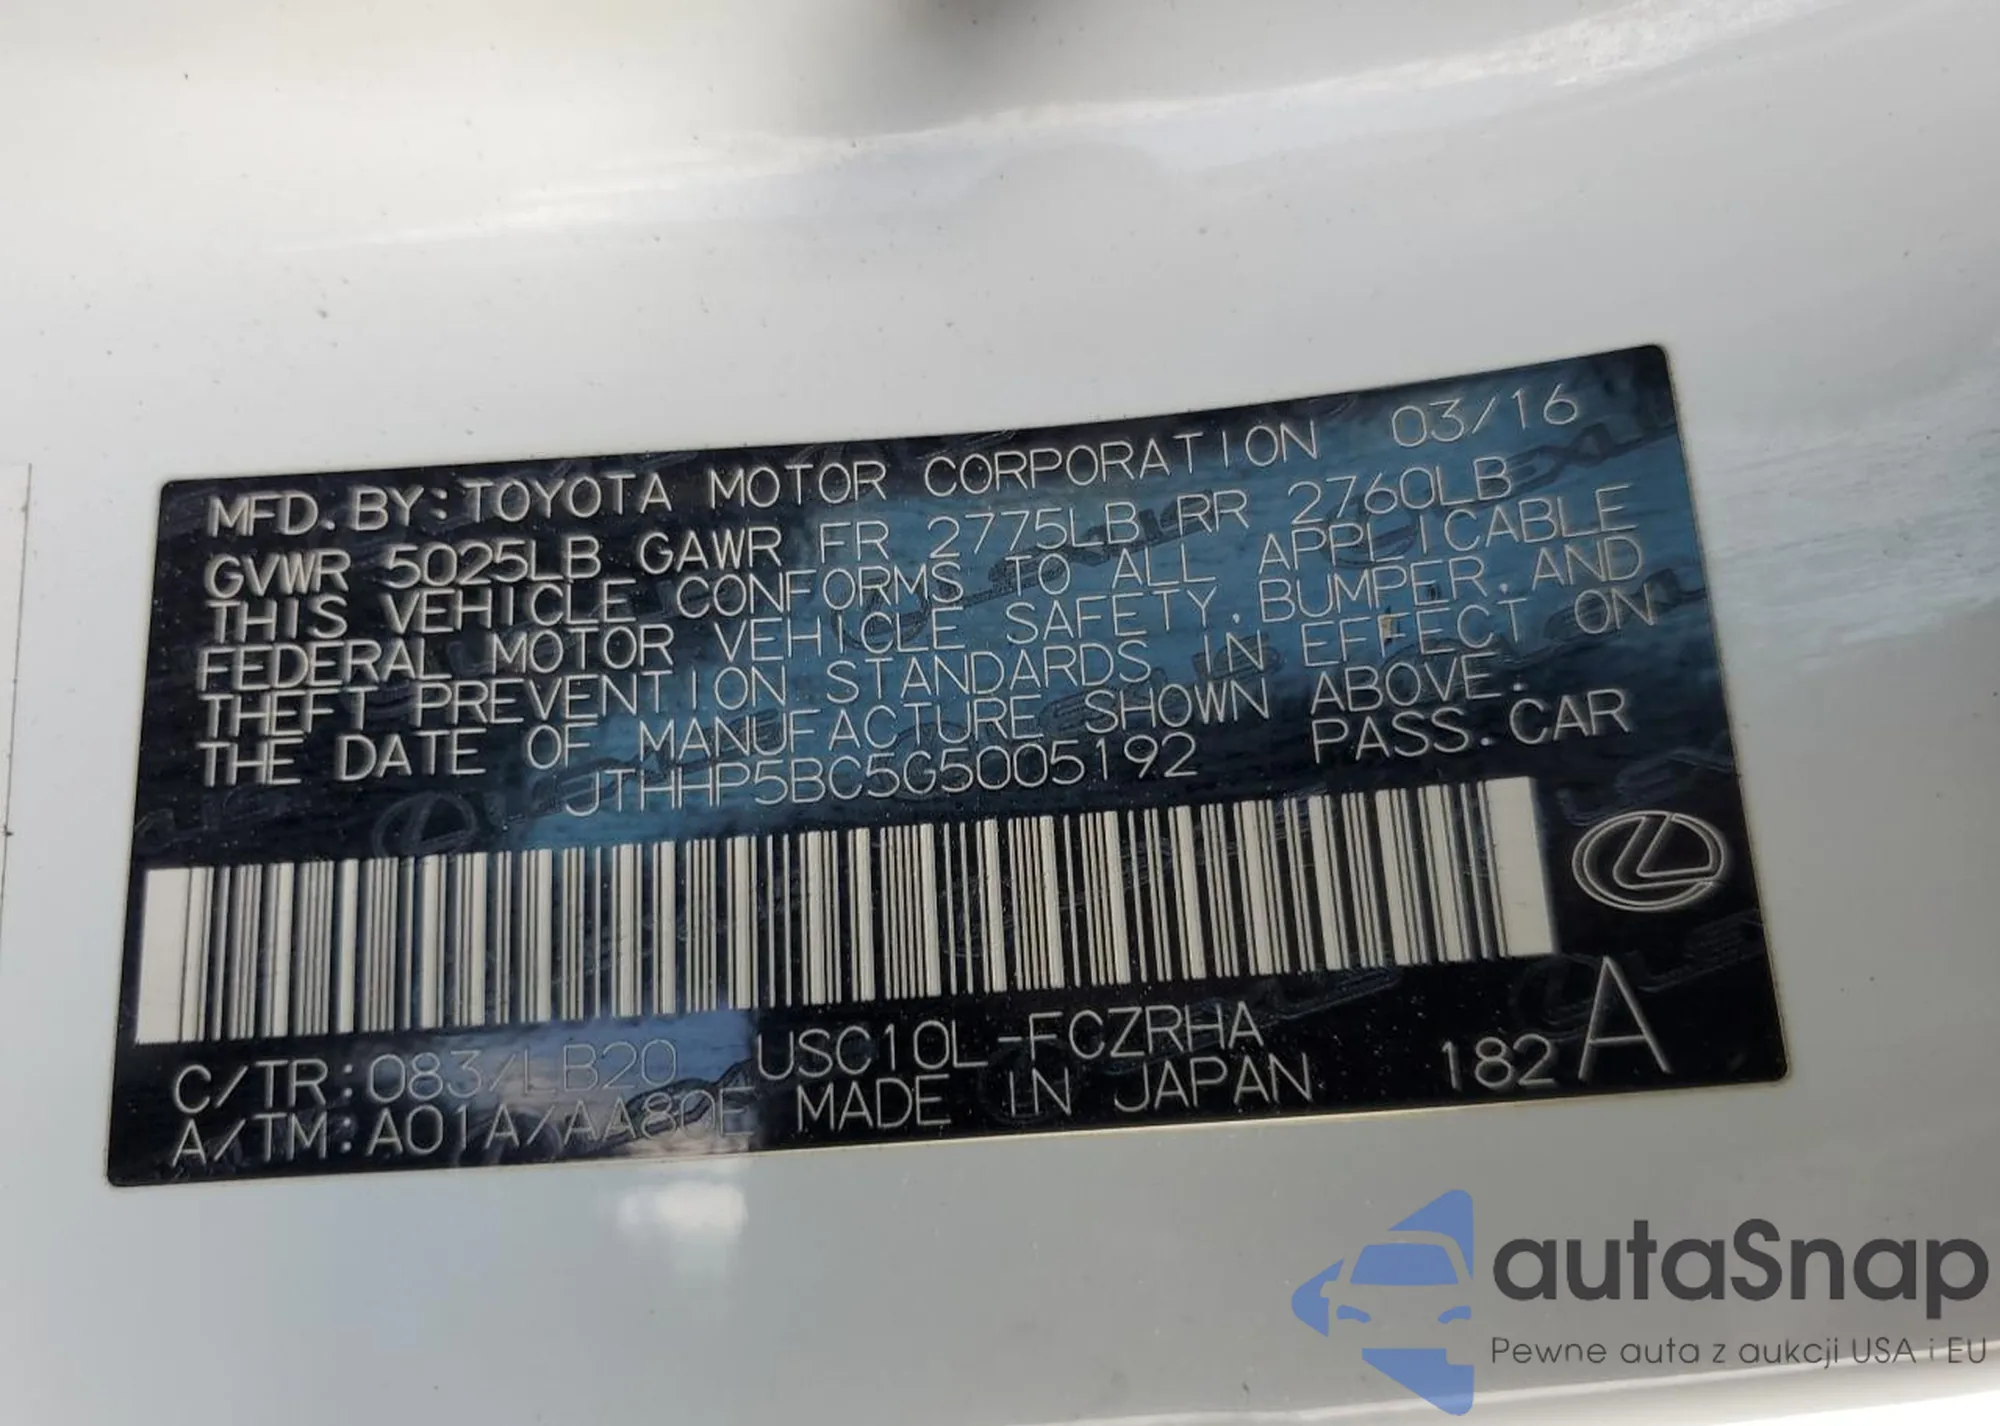 MFD. BY: TOYOTA MOTOR CORPORATION 03/16
GVWR 5025LB GAWR FR 2775LB RR 2760LB
THIS VEHICLE CONFORMS TO ALL APPLICABLE
FEDERAL MOTOR VEHICLE SAFETY, BUMPER, AND
THEFT PREVENTION STANDARDS IN EFFECT ON
THE DATE OF MANUFACTURE SHOWN ABOVE.
JTHHP5BC5G5005192 PASS. CAR
C/TR: 083/LB20 USC10L-FCZRHA
A/TM: A01A/AA80E MADE IN JAPAN 182 A
autaSnap
Pewne auta z aukcji USA i EU